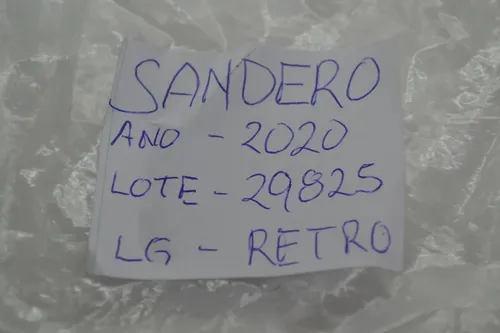 SANDERO
ANO - 2020
LOTE - 29825
LG - RETRO